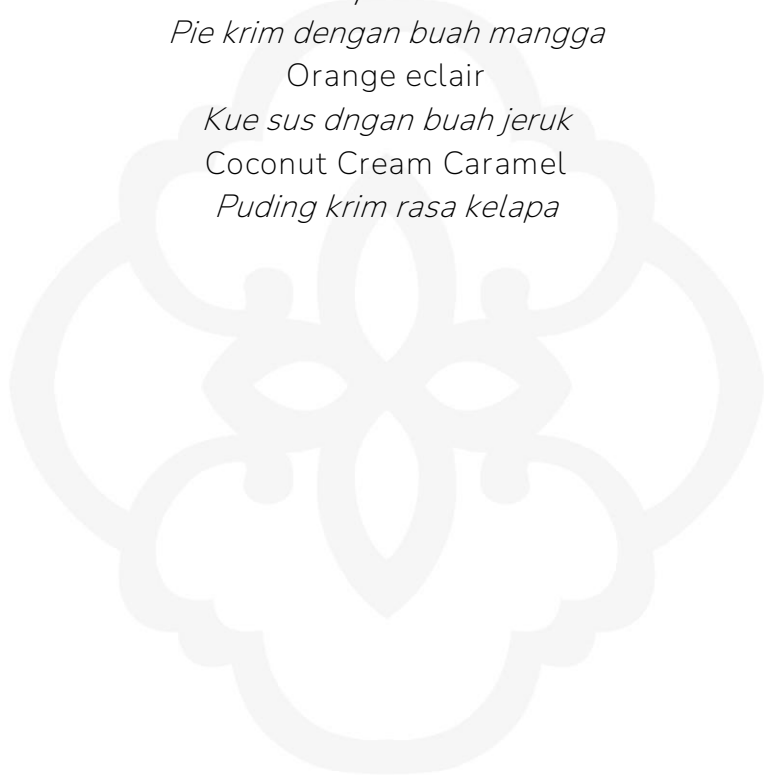 Pie krim dengan buah mangga
Orange eclair
Kue sus dngan buah jeruk
Coconut Cream Caramel
Puding krim rasa kelapa